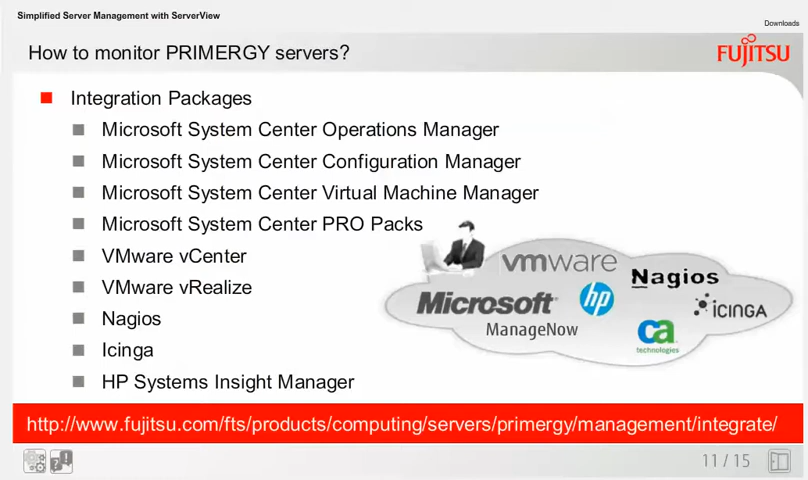 Simplified Server Management with ServerView
Downloads
How to monitor PRIMERGY servers?
FUJITSU
Integration Packages
Microsoft System Center Operations Manager
Microsoft System Center Configuration Manager
Microsoft System Center Virtual Machine Manager
Microsoft System Center PRO Packs
VMware vCenter
VMware vRealize
Nagios
Icinga
HP Systems Insight Manager
vmware
Nagios
Microsoft
hp
ICINGA
ManageNow
ca
technologies
http://www.fujitsu.com/fts/products/computing/servers/primergy/management/integrate/
?!
11 / 15